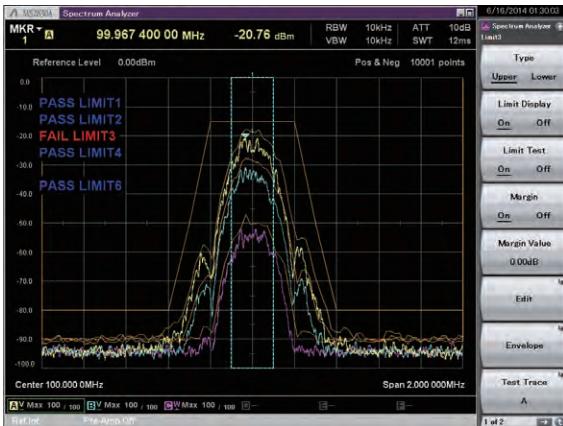 MS2830A Spectrum Analyzer
6/16/2014 01:30:03
MKR 1 A 99.967 400 00 MHz -20.76 dBm
RBW 10kHz ATT 10dB
VBW 10kHz SWT 12ms
Reference Level 0.00dBm Pos & Neg 10001 points
0.0
-10.0
-20.0
-30.0
-40.0
-50.0
-60.0
-70.0
-80.0
-90.0
-100.0
PASS LIMIT1
PASS LIMIT2
FAIL LIMIT3
PASS LIMIT4
PASS LIMIT6
1
Center 100.000 0MHz Span 2.000 000MHz
A V Max 100 / 100 B V Max 100 / 100 C W Max 100 / 100 D-- E-- F--
Ref.Int Pre-Amp Off
Spectrum Analyzer
Limit3
Type
Upper Lower
Limit Display
On Off
Limit Test
On Off
Margin
On Off
Margin Value
0.00dB
Edit
Envelope
Test Trace
A
1 of 2